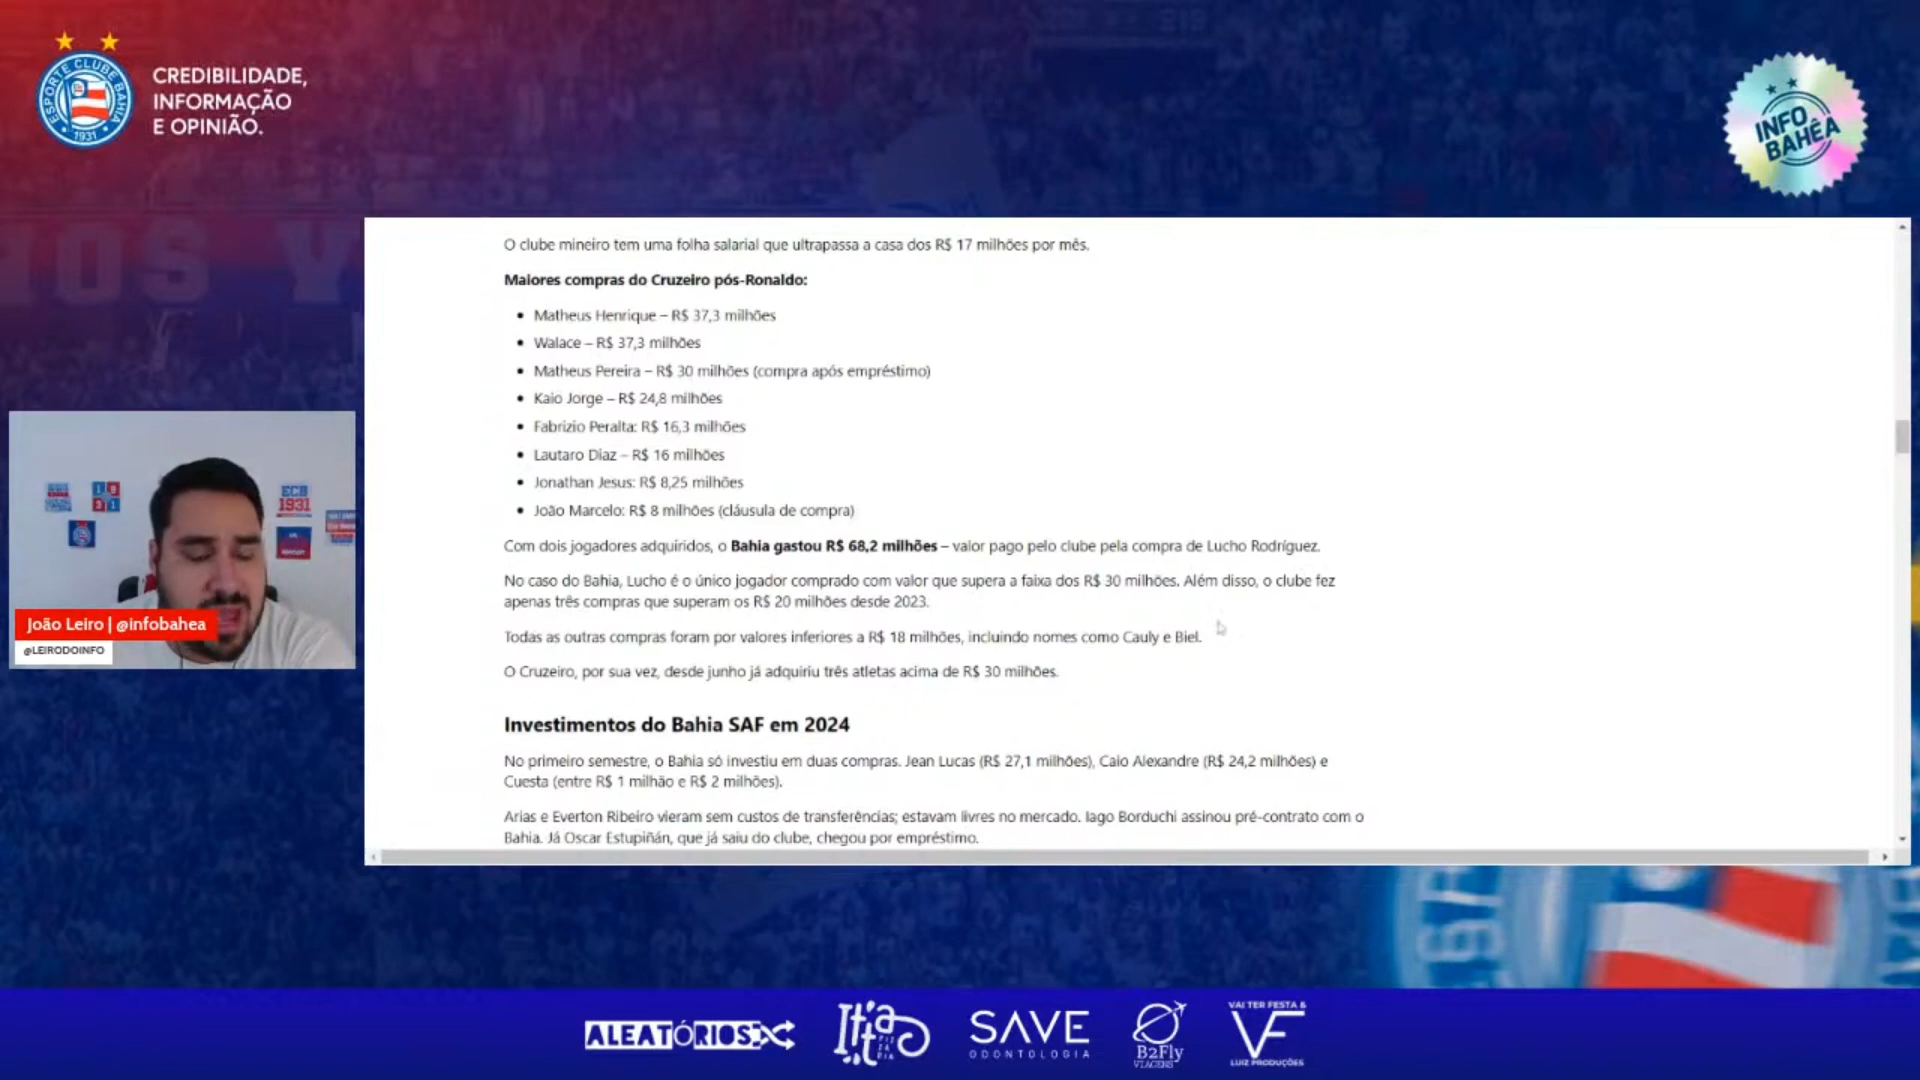 CREDIBILIDADE,
INFORMAÇÃO
E OPINIÃO.
ESPORTE CLUBE BAHIA
1931
INFO
BAHÊA
O clube mineiro tem uma folha salarial que ultrapassa a casa dos R$ 17 milhões por mês.
Maiores compras do Cruzeiro pós-Ronaldo:
• Matheus Henrique – R$ 37,3 milhões
• Walace – R$ 37,3 milhões
• Matheus Pereira – R$ 30 milhões (compra após empréstimo)
• Kaio Jorge – R$ 24,8 milhões
• Fabrizio Peralta: R$ 16,3 milhões
• Lautaro Diaz – R$ 16 milhões
• Jonathan Jesus: R$ 8,25 milhões
• João Marcelo: R$ 8 milhões (cláusula de compra)
Com dois jogadores adquiridos, o Bahia gastou R$ 68,2 milhões – valor pago pelo clube pela compra de Lucho Rodríguez.
No caso do Bahia, Lucho é o único jogador comprado com valor que supera a faixa dos R$ 30 milhões. Além disso, o clube fez
apenas três compras que superam os R$ 20 milhões desde 2023.
Todas as outras compras foram por valores inferiores a R$ 18 milhões, incluindo nomes como Cauly e Biel.
O Cruzeiro, por sua vez, desde junho já adquiriu três atletas acima de R$ 30 milhões.
Investimentos do Bahia SAF em 2024
No primeiro semestre, o Bahia só investiu em duas compras. Jean Lucas (R$ 27,1 milhões), Caio Alexandre (R$ 24,2 milhões) e
Cuesta (entre R$ 1 milhão e R$ 2 milhões).
Arias e Everton Ribeiro vieram sem custos de transferências; estavam livres no mercado. Iago Borduchi assinou pré-contrato com o
Bahia. Já Oscar Estupiñán, que já saiu do clube, chegou por empréstimo.
ECB
1931
19
31
João Leiro | @infobahea
@LEIRODOINFO
ALEATÓRIOS
SAVE
ODONTOLOGIA
B2Fly
VIAGENS
VAI TER FESTA &
VF
LUIZ PRODUÇÕES